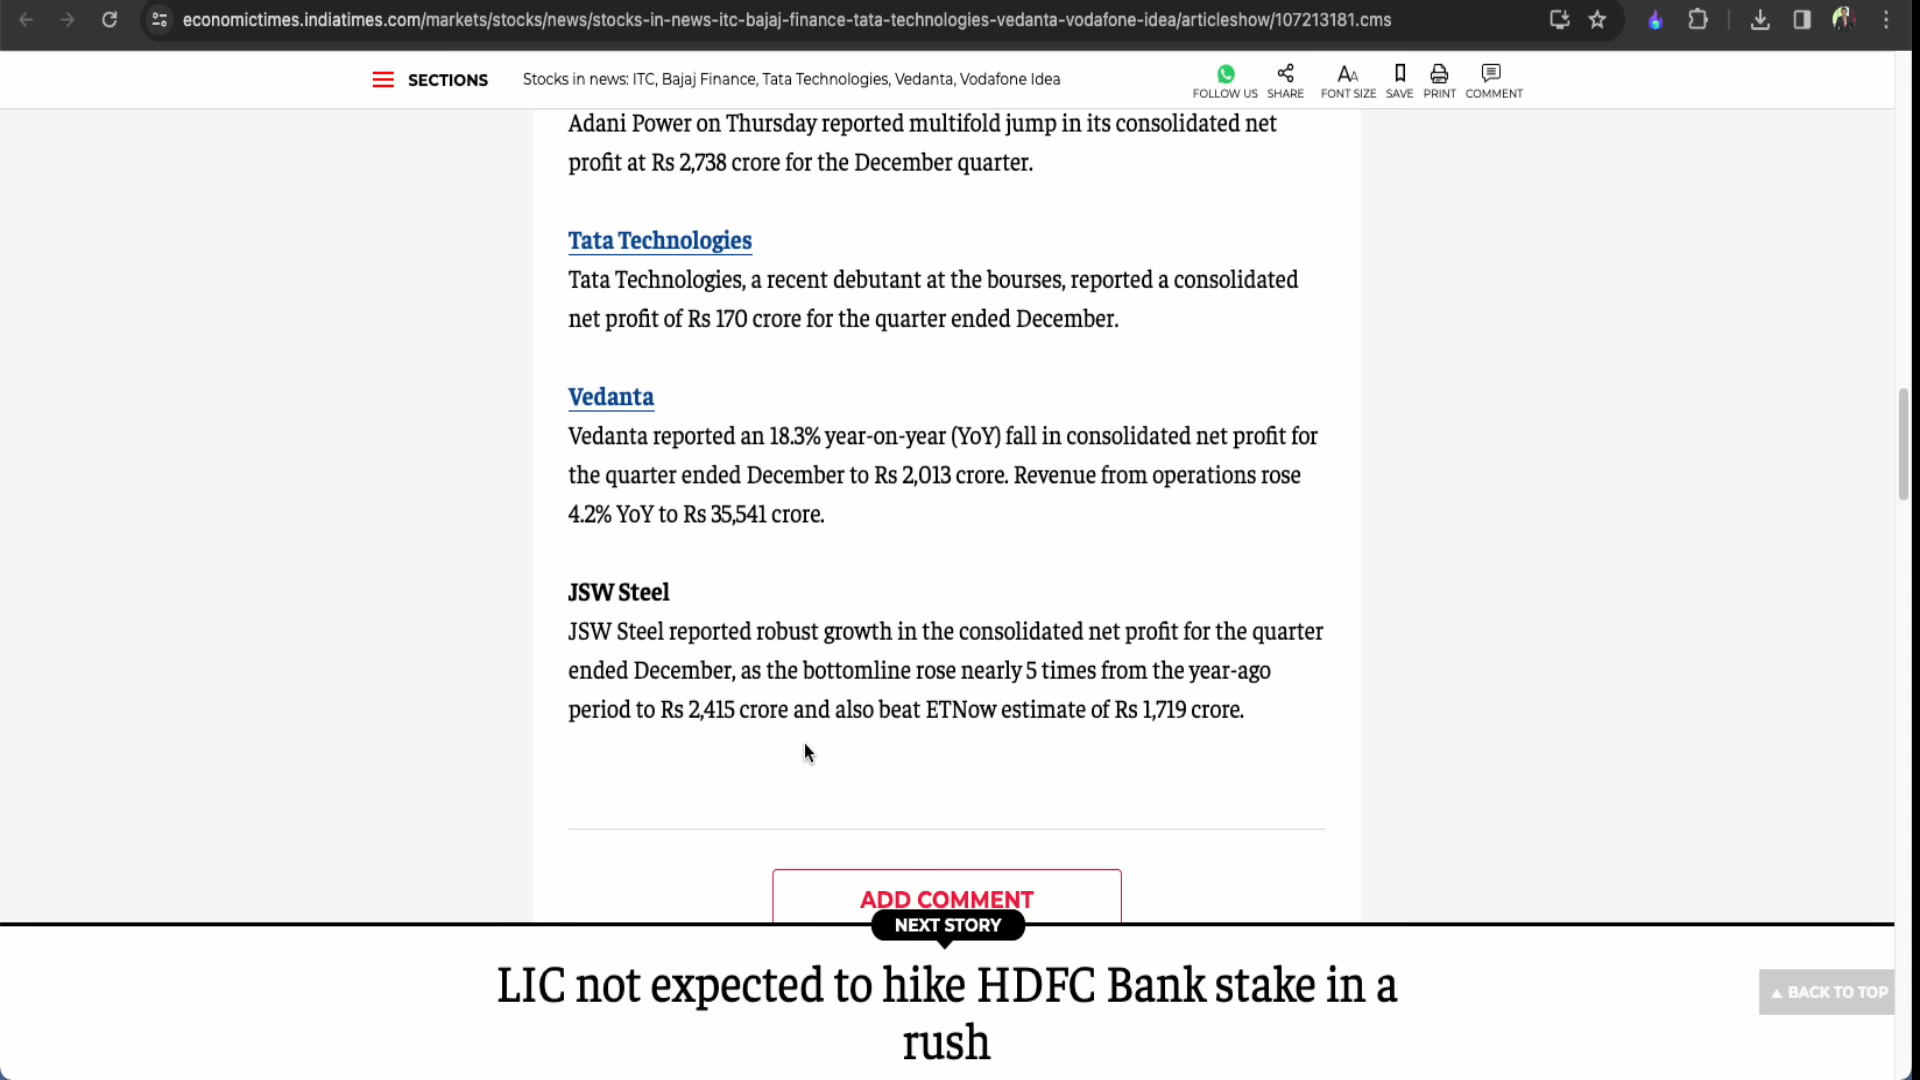 economictimes.indiatimes.com/markets/stocks/news/stocks-in-news-itc-bajaj-finance-tata-technologies-vedanta-vodafone-idea/articleshow/107213181.cms
SECTIONS
Stocks in news: ITC, Bajaj Finance, Tata Technologies, Vedanta, Vodafone Idea
FOLLOW US
SHARE
FONT SIZE
SAVE
PRINT
COMMENT
Adani Power on Thursday reported multifold jump in its consolidated net
profit at Rs 2,738 crore for the December quarter.
Tata Technologies
Tata Technologies, a recent debutant at the bourses, reported a consolidated
net profit of Rs 170 crore for the quarter ended December.
Vedanta
Vedanta reported an 18.3% year-on-year (YoY) fall in consolidated net profit for
the quarter ended December to Rs 2,013 crore. Revenue from operations rose
4.2% YoY to Rs 35,541 crore.
JSW Steel
JSW Steel reported robust growth in the consolidated net profit for the quarter
ended December, as the bottomline rose nearly 5 times from the year-ago
period to Rs 2,415 crore and also beat ETNow estimate of Rs 1,719 crore.
ADD COMMENT
NEXT STORY
LIC not expected to hike HDFC Bank stake in a
rush
BACK TO TOP